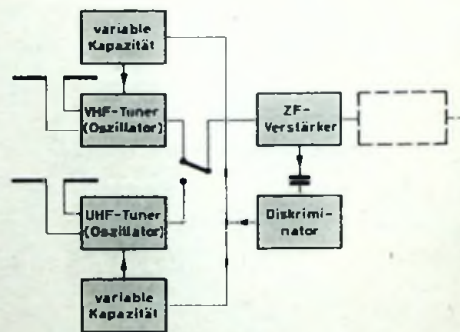 variable
Kapazität
VHF-Tuner
(Oszillator)
ZF-
Verstärker
UHF-Tuner
(Oszillator)
Diskrimi-
nator
variable
Kapazität